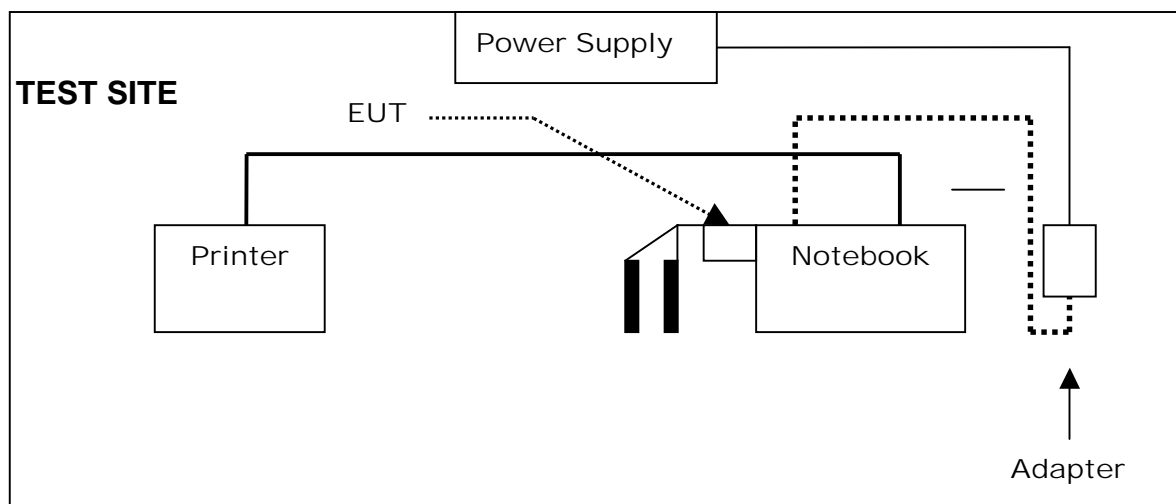 Power Supply
TEST SITE
EUT
Printer
Notebook
Adapter